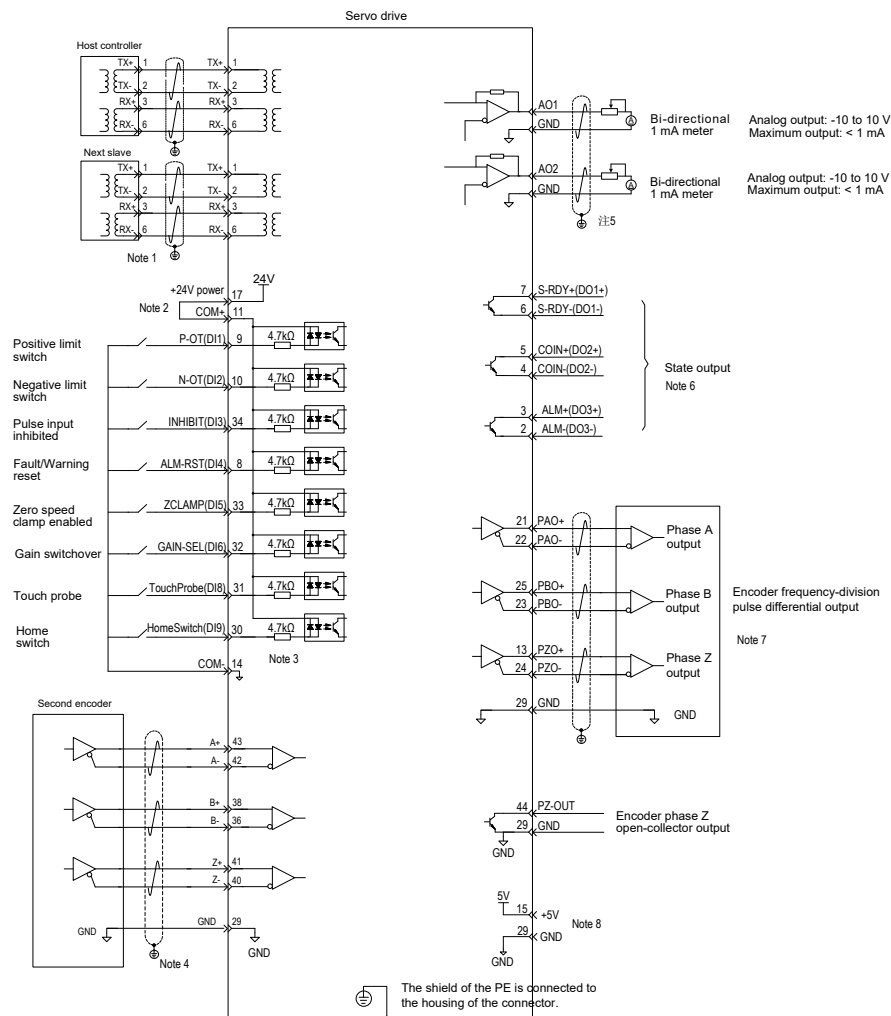 Servo drive
Host controller
TX+ 1 TX+ 1
TX- 2 TX- 2
RX+ 3 RX+ 3
RX- 6 RX- 6
Next slave
TX+ 1 TX+ 1
TX- 2 TX- 2
RX+ 3 RX+ 3
RX- 6 RX- 6
Note 1
+24V power 17 24V
Note 2
COM+ 11
Positive limit
switch
P-OT(DI1) 9 4.7kΩ
Negative limit
switch
N-OT(DI2) 10 4.7kΩ
Pulse input
inhibited
INHIBIT(DI3) 34 4.7kΩ
Fault/Warning
reset
ALM-RST(DI4) 8 4.7kΩ
Zero speed
clamp enabled
ZCLAMP(DI5) 33 4.7kΩ
Gain switchover
GAIN-SEL(DI6) 32 4.7kΩ
Touch probe
TouchProbe(DI8) 31 4.7kΩ
Home
switch
HomeSwitch(DI9) 30 4.7kΩ
Note 3
COM- 14
Second encoder
A+ 43
A- 42
B+ 38
B- 36
Z+ 41
Z- 40
GND GND 29
GND
Note 4
AO1
GND
A
Bi-directional
1 mA meter
Analog output: -10 to 10 V
Maximum output: < 1 mA
AO2
GND
A
Bi-directional
1 mA meter
Analog output: -10 to 10 V
Maximum output: < 1 mA
注5
7 S-RDY+(DO1+)
6 S-RDY-(DO1-)
5 COIN+(DO2+)
4 COIN-(DO2-)
3 ALM+(DO3+)
2 ALM-(DO3-)
State output
Note 6
21 PAO+
22 PAO-
Phase A
output
25 PBO+
23 PBO-
Phase B
output
13 PZO+
24 PZO-
Phase Z
output
29 GND
GND
Encoder frequency-division
pulse differential output
Note 7
44 PZ-OUT
29 GND
GND
Encoder phase Z
open-collector output
5V
15 +5V
29 GND
GND
Note 8
The shield of the PE is connected to
the housing of the connector.